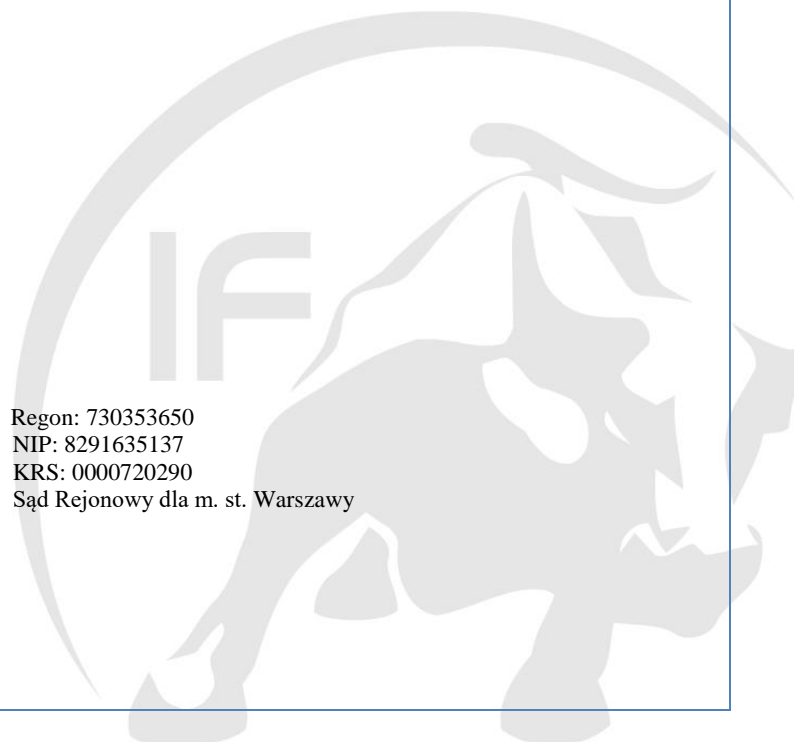 IF
Regon: 730353650
NIP: 8291635137
KRS: 0000720290
Sąd Rejonowy dla m. st. Warszawy